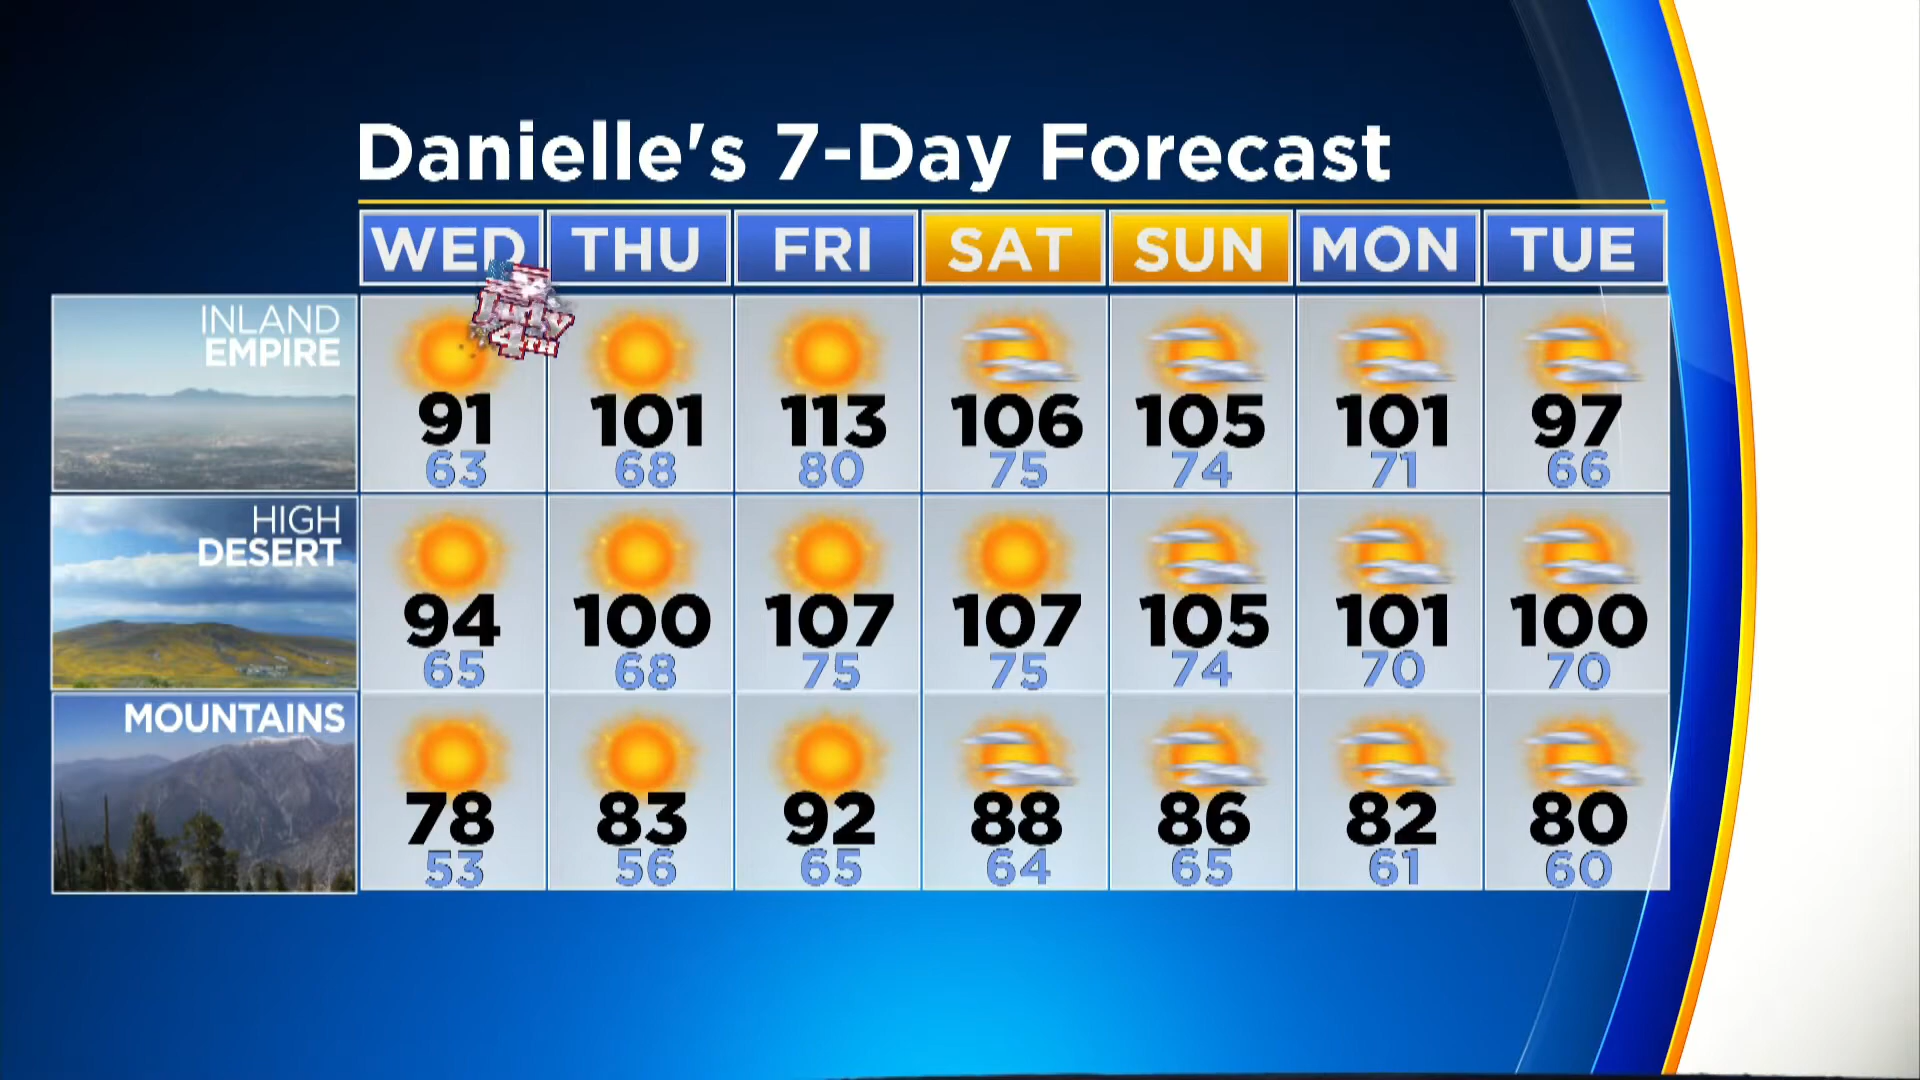 Danielle's 7-Day Forecast
WED THU FRI SAT SUN MON TUE
July
4TH
INLAND
EMPIRE
91 101 113 106 105 101 97
63 68 80 75 74 71 66
HIGH
DESERT
94 100 107 107 105 101 100
65 68 75 75 74 70 70
MOUNTAINS
78 83 92 88 86 82 80
53 56 65 64 65 61 60